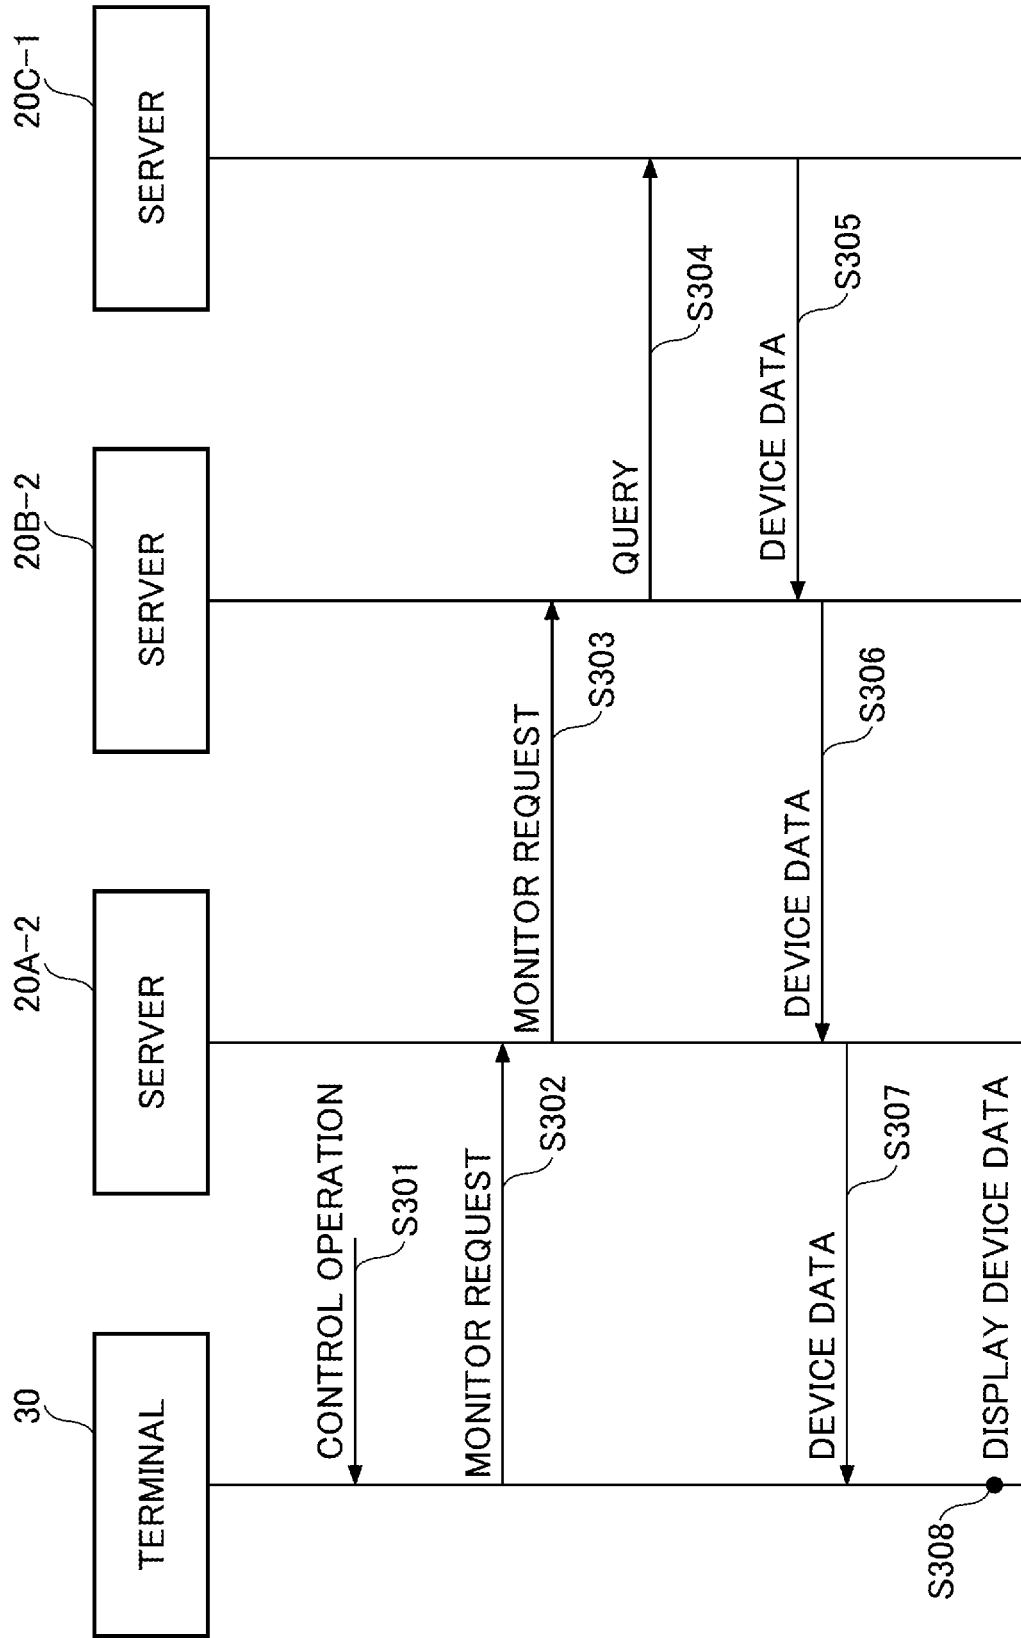 30
20A-2
20B-2
20C-1
TERMINAL
SERVER
SERVER
SERVER
CONTROL OPERATION
S301
MONITOR REQUEST
S302
MONITOR REQUEST
S303
QUERY
S304
DEVICE DATA
S305
DEVICE DATA
S306
DEVICE DATA
S307
S308
DISPLAY DEVICE DATA